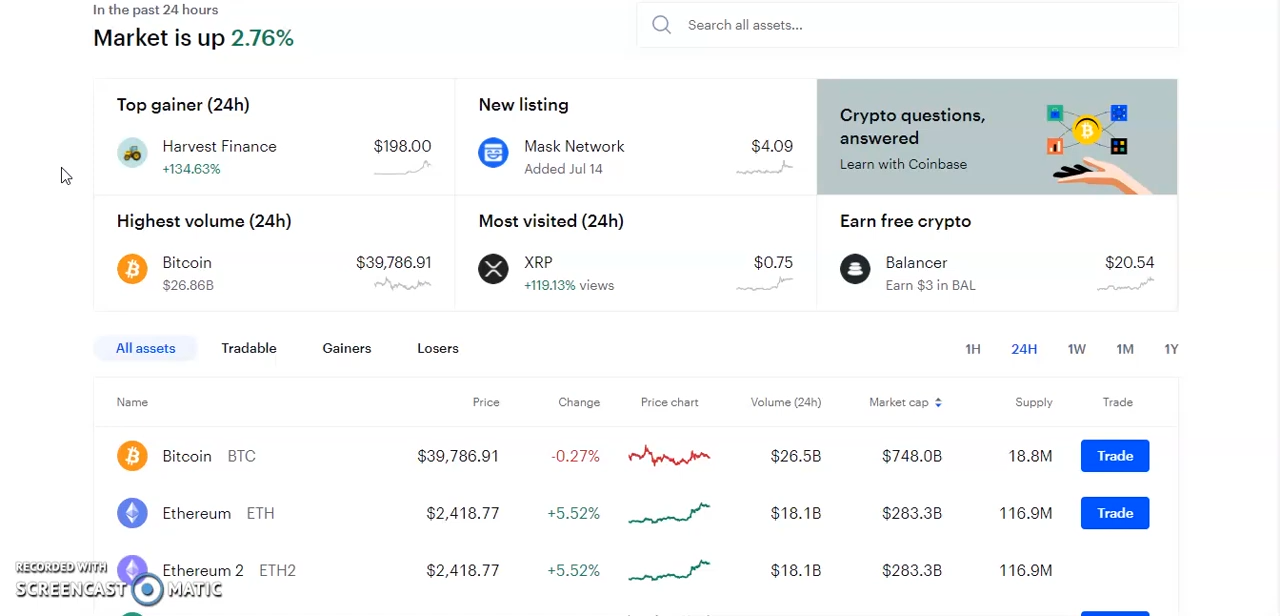 In the past 24 hours
Market is up 2.76%
Search all assets...
Top gainer (24h)
Harvest Finance $198.00
+134.63%
New listing
Mask Network $4.09
Added Jul 14
Crypto questions,
answered
Learn with Coinbase
Highest volume (24h)
Bitcoin $39,786.91
$26.86B
Most visited (24h)
XRP $0.75
+119.13% views
Earn free crypto
Balancer $20.54
Earn $3 in BAL
All assets Tradable Gainers Losers 1H 24H 1W 1M 1Y
Name Price Change Price chart Volume (24h) Market cap Supply Trade
Bitcoin BTC $39,786.91 -0.27% $26.5B $748.0B 18.8M Trade
Ethereum ETH $2,418.77 +5.52% $18.1B $283.3B 116.9M Trade
Ethereum 2 ETH2 $2,418.77 +5.52% $18.1B $283.3B 116.9M
RECORDED WITH
SCREENCAST MATIC